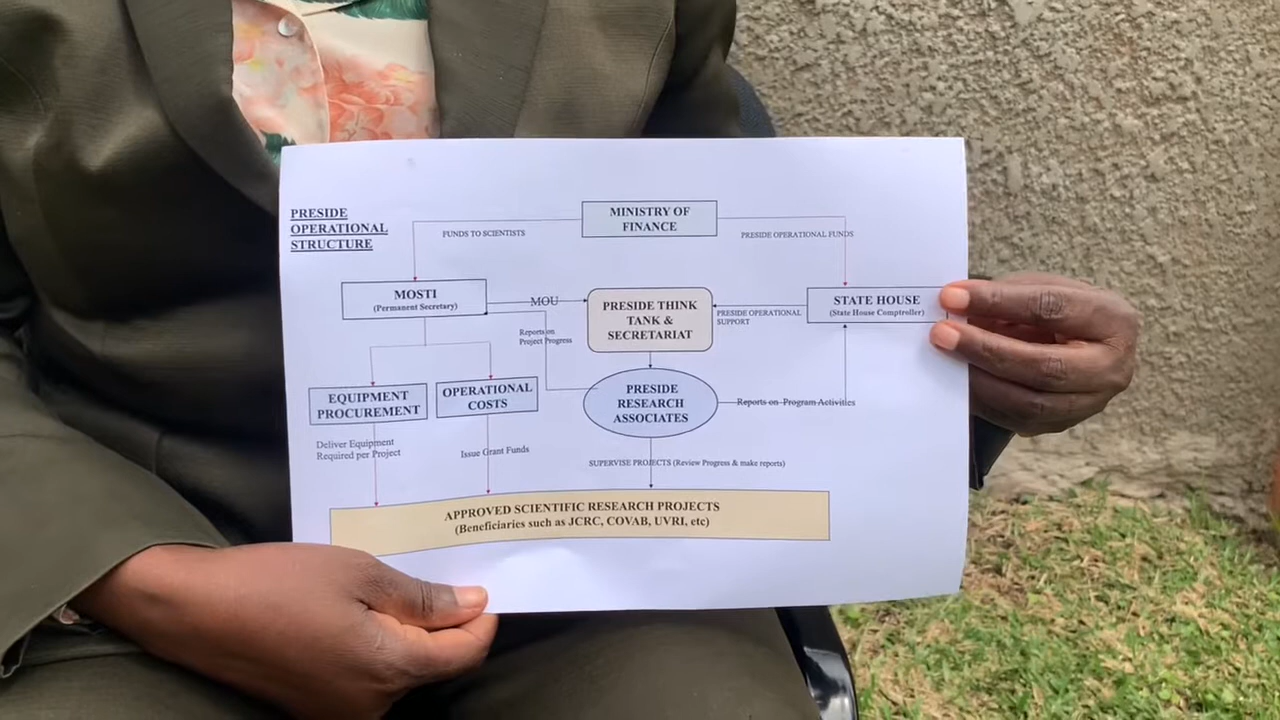 PRESIDE
OPERATIONAL
STRUCTURE
MINISTRY OF
FINANCE
FUNDS TO SCIENTISTS
PRESIDE OPERATIONAL FUNDS
MOSTI
(Permanent Secretary)
MOU
PRESIDE THINK
TANK &
SECRETARIAT
PRESIDE OPERATIONAL
SUPPORT
STATE HOUSE
(State House Comptroller)
Reports on
Project Progress
EQUIPMENT
PROCUREMENT
OPERATIONAL
COSTS
PRESIDE
RESEARCH
ASSOCIATES
Reports on Program Activities
Deliver Equipment
Required per Project
Issue Grant Funds
SUPERVISE PROJECTS (Review Progress & make reports)
APPROVED SCIENTIFIC RESEARCH PROJECTS
(Beneficiaries such as JCRC, COVAB, UVRI, etc)